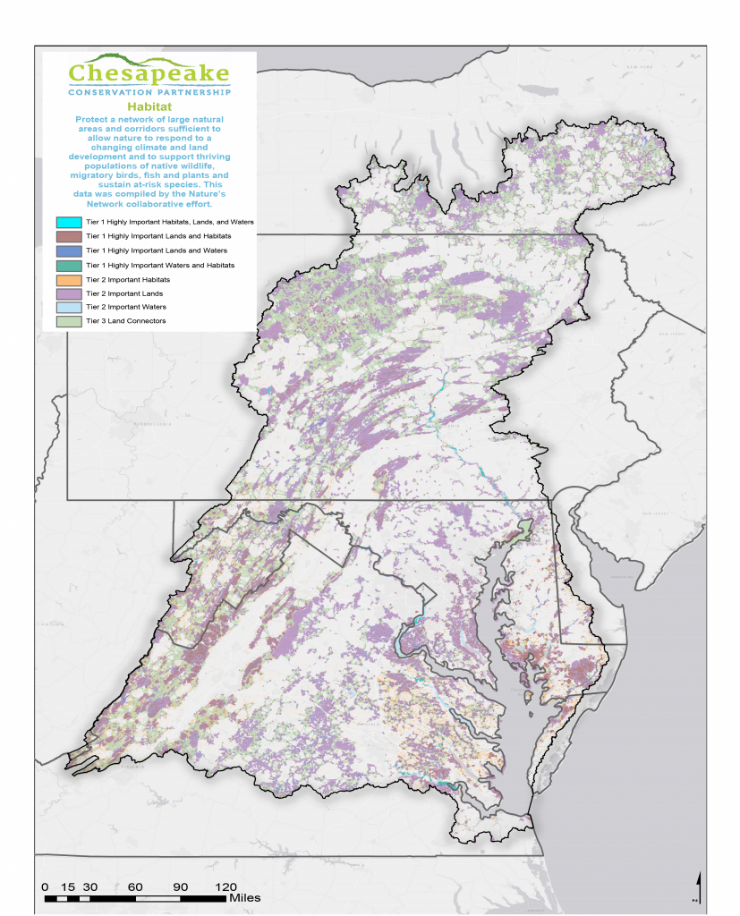 Chesapeake
CONSERVATION PARTNERSHIP
Habitat
Protect a network of large natural
areas and corridors sufficient to
allow nature to respond to a
changing climate and land
development and to support thriving
populations of native wildlife,
migratory birds, fish and plants and
sustain at-risk species. This
data was compiled by the Nature's
Network collaborative effort.
Tier 1 Highly Important Habitats, Lands, and Waters
Tier 1 Highly Important Lands and Habitats
Tier 1 Highly Important Lands and Waters
Tier 1 Highly Important Waters and Habitats
Tier 2 Important Habitats
Tier 2 Important Lands
Tier 2 Important Waters
Tier 3 Land Connectors
NEW YORK
0 15 30 60 90 120
Miles